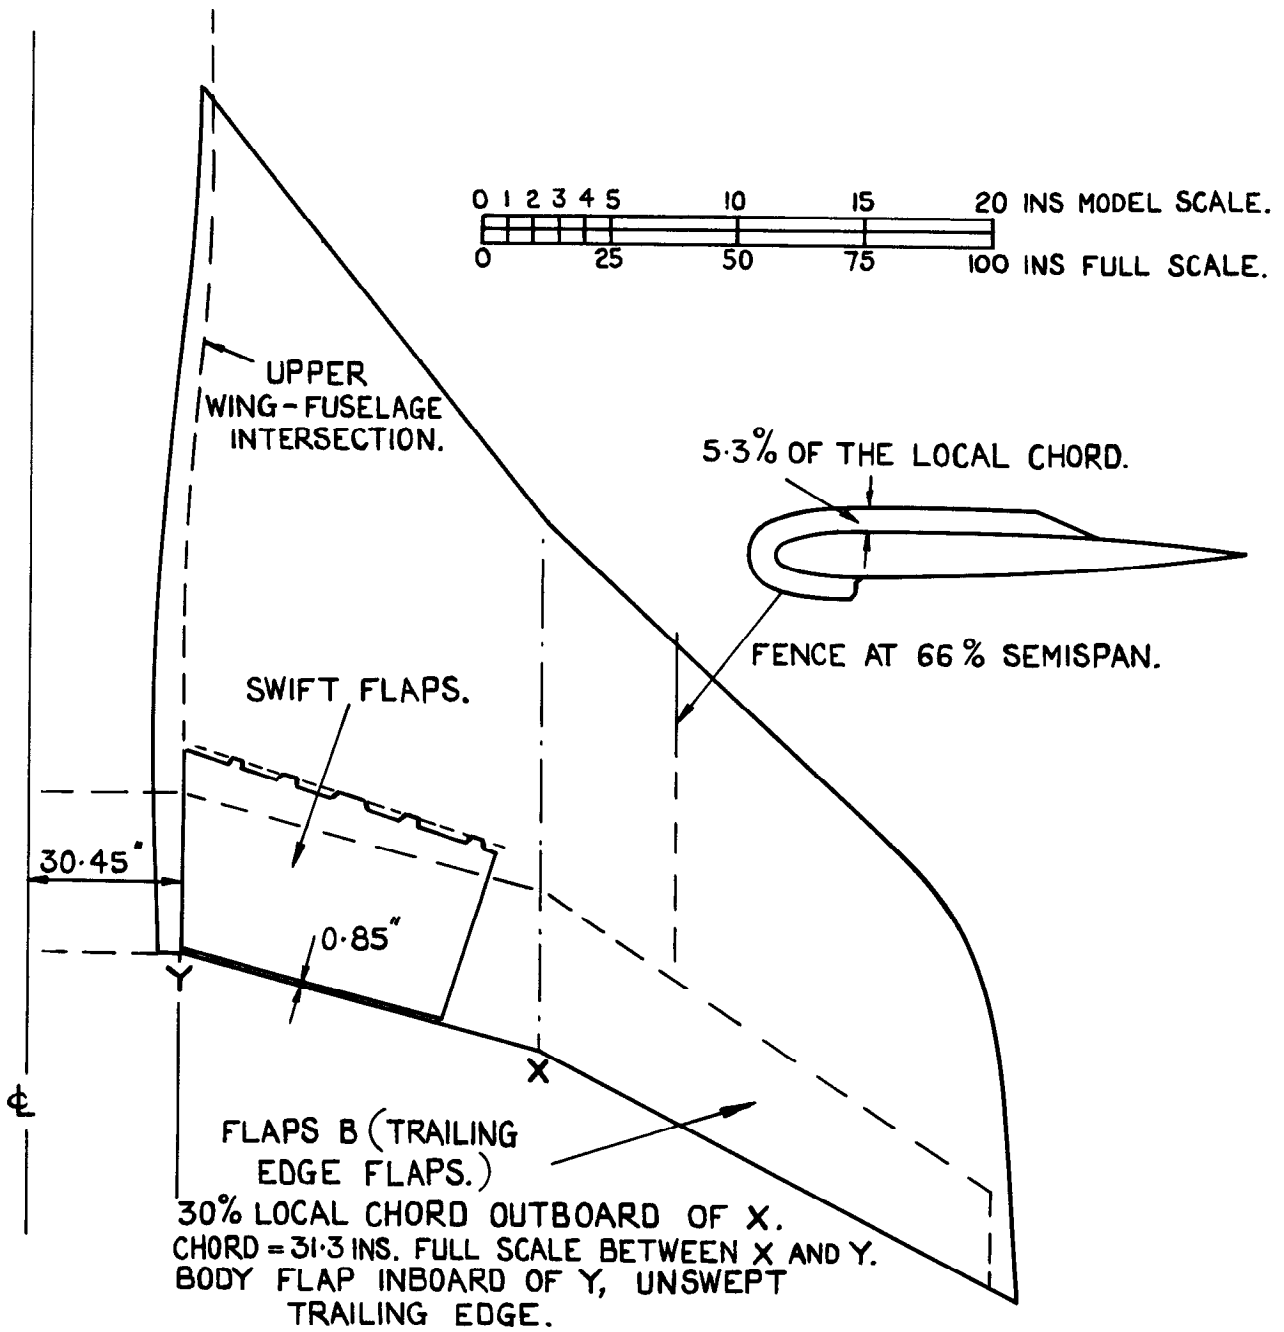 0 1 2 3 4 5 10 15 20 INS MODEL SCALE.
0 25 50 75 100 INS FULL SCALE.
UPPER
WING-FUSELAGE
INTERSECTION.
5·3% OF THE LOCAL CHORD.
FENCE AT 66% SEMISPAN.
SWIFT FLAPS.
30·45"
0·85"
Y
X
℄
FLAPS B (TRAILING
EDGE FLAPS.)
30% LOCAL CHORD OUTBOARD OF X.
CHORD = 31·3 INS. FULL SCALE BETWEEN X AND Y.
BODY FLAP INBOARD OF Y, UNSWEPT
TRAILING EDGE.